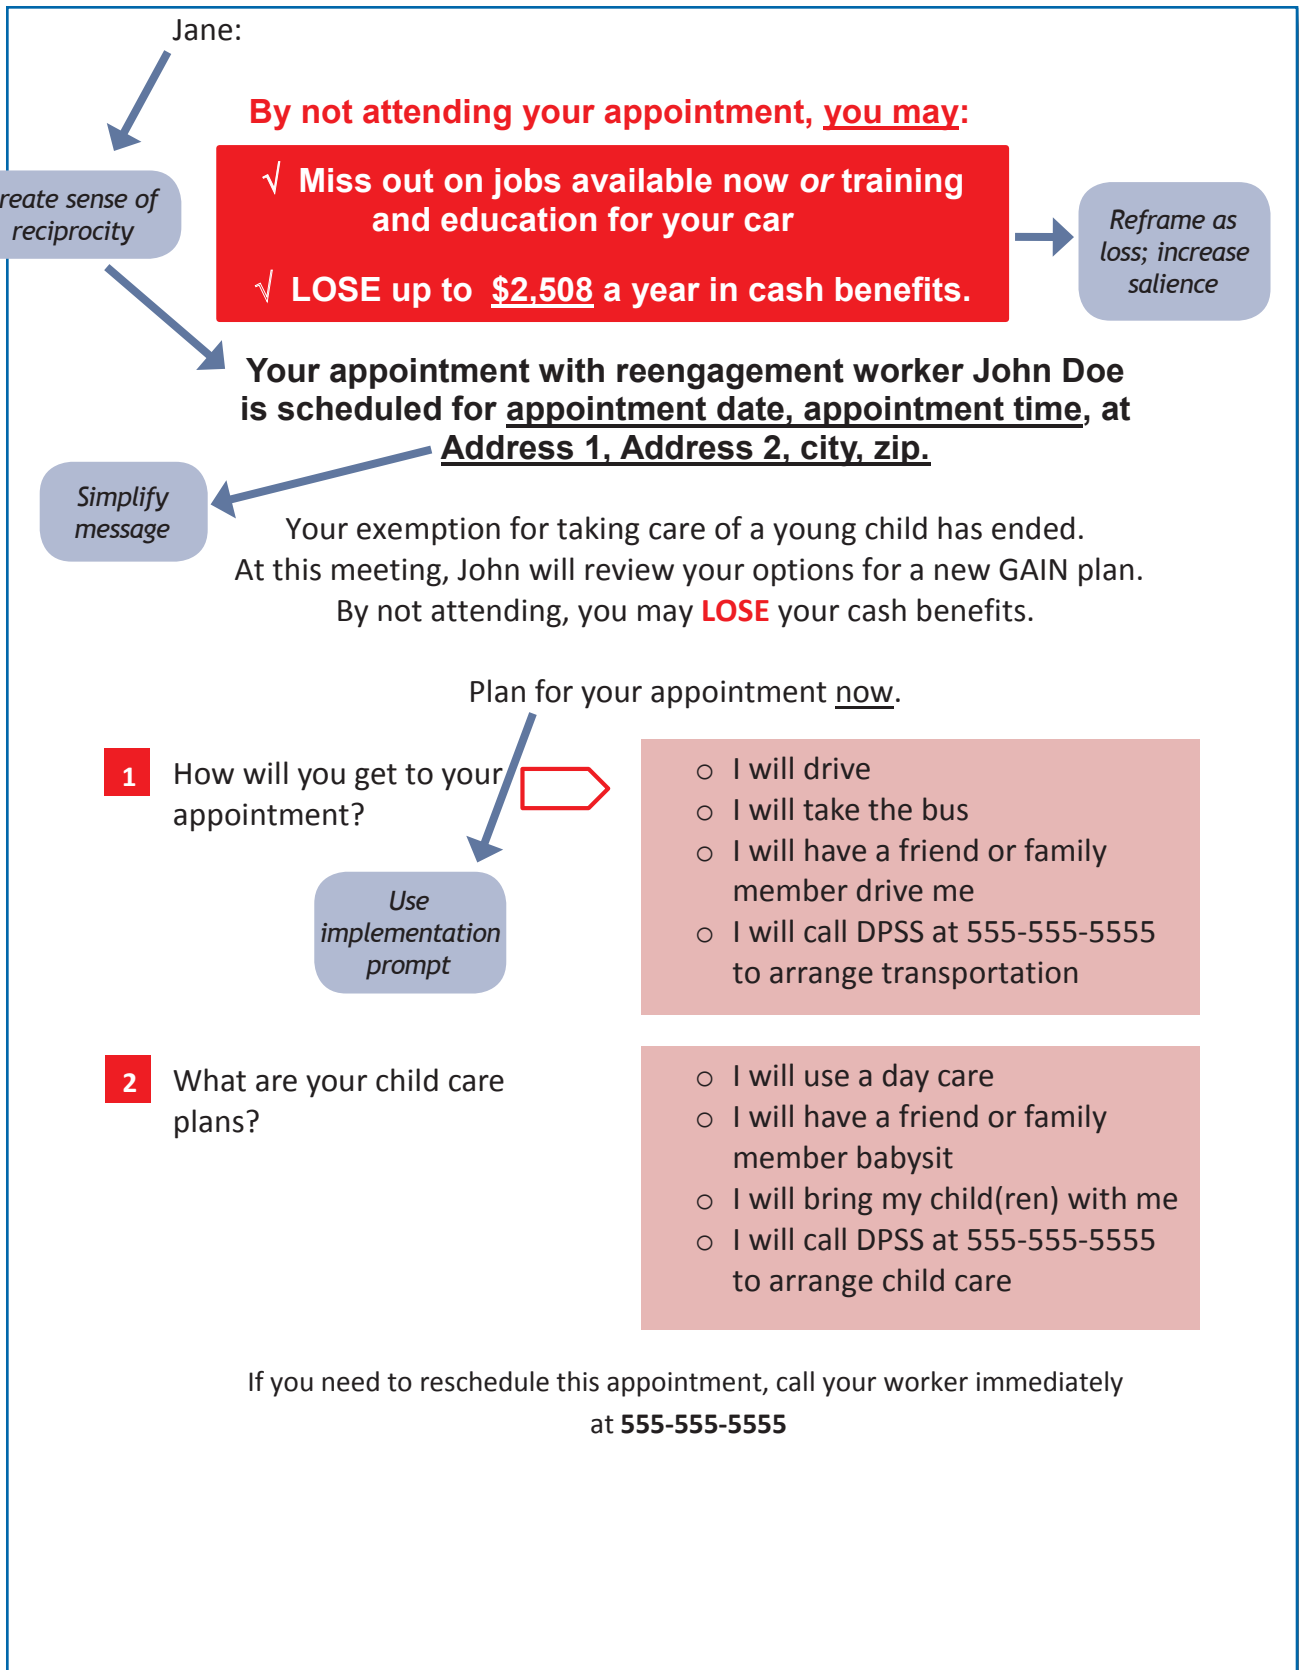 Jane:
By not attending your appointment, you may:
√ Miss out on jobs available now or training
and education for your car
√ LOSE up to $2,508 a year in cash benefits.
reate sense of
reciprocity
Reframe as
loss; increase
salience
Your appointment with reengagement worker John Doe
is scheduled for appointment date, appointment time, at
Address 1, Address 2, city, zip.
Simplify
message
Your exemption for taking care of a young child has ended.
At this meeting, John will review your options for a new GAIN plan.
By not attending, you may LOSE your cash benefits.
Plan for your appointment now.
1 How will you get to your
appointment?
o I will drive
o I will take the bus
o I will have a friend or family
member drive me
o I will call DPSS at 555-555-5555
to arrange transportation
Use
implementation
prompt
2 What are your child care
plans?
o I will use a day care
o I will have a friend or family
member babysit
o I will bring my child(ren) with me
o I will call DPSS at 555-555-5555
to arrange child care
If you need to reschedule this appointment, call your worker immediately
at 555-555-5555